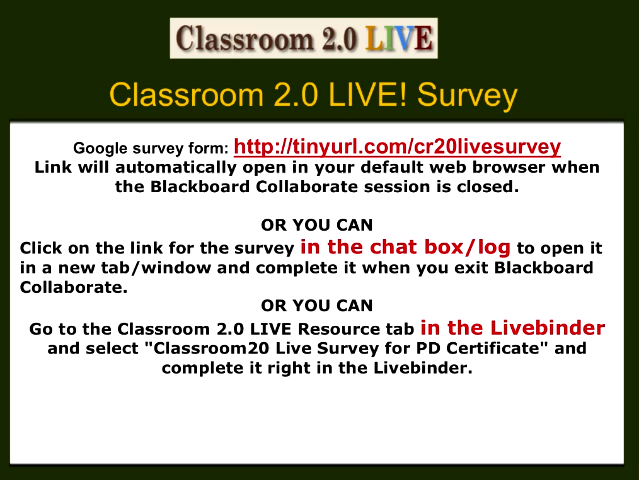 Classroom 2.0 LIVE
Classroom 2.0 LIVE! Survey
Google survey form: http://tinyurl.com/cr20livesurvey
Link will automatically open in your default web browser when
the Blackboard Collaborate session is closed.
OR YOU CAN
Click on the link for the survey in the chat box/log to open it
in a new tab/window and complete it when you exit Blackboard
Collaborate.
OR YOU CAN
Go to the Classroom 2.0 LIVE Resource tab in the Livebinder
and select "Classroom20 Live Survey for PD Certificate" and
complete it right in the Livebinder.